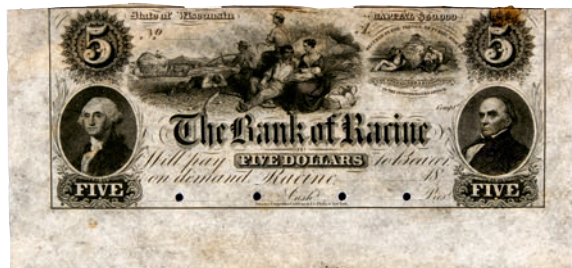 State of Wisconsin
CAPITAL $50,000
5
5
No
The Bank of Racine
Will pay FIVE DOLLARS to Bearer
on demand Racine 18
FIVE
FIVE
Cash. Pres.